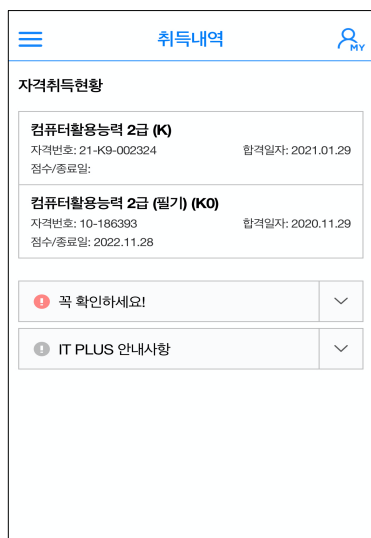 취득내역
MY
자격취득현황
컴퓨터활용능력 2급 (K)
자격번호: 21-K9-002324 합격일자: 2021.01.29
점수/종료일:
컴퓨터활용능력 2급 (필기) (K0)
자격번호: 10-186393 합격일자: 2020.11.29
점수/종료일: 2022.11.28
꼭 확인하세요!
IT PLUS 안내사항